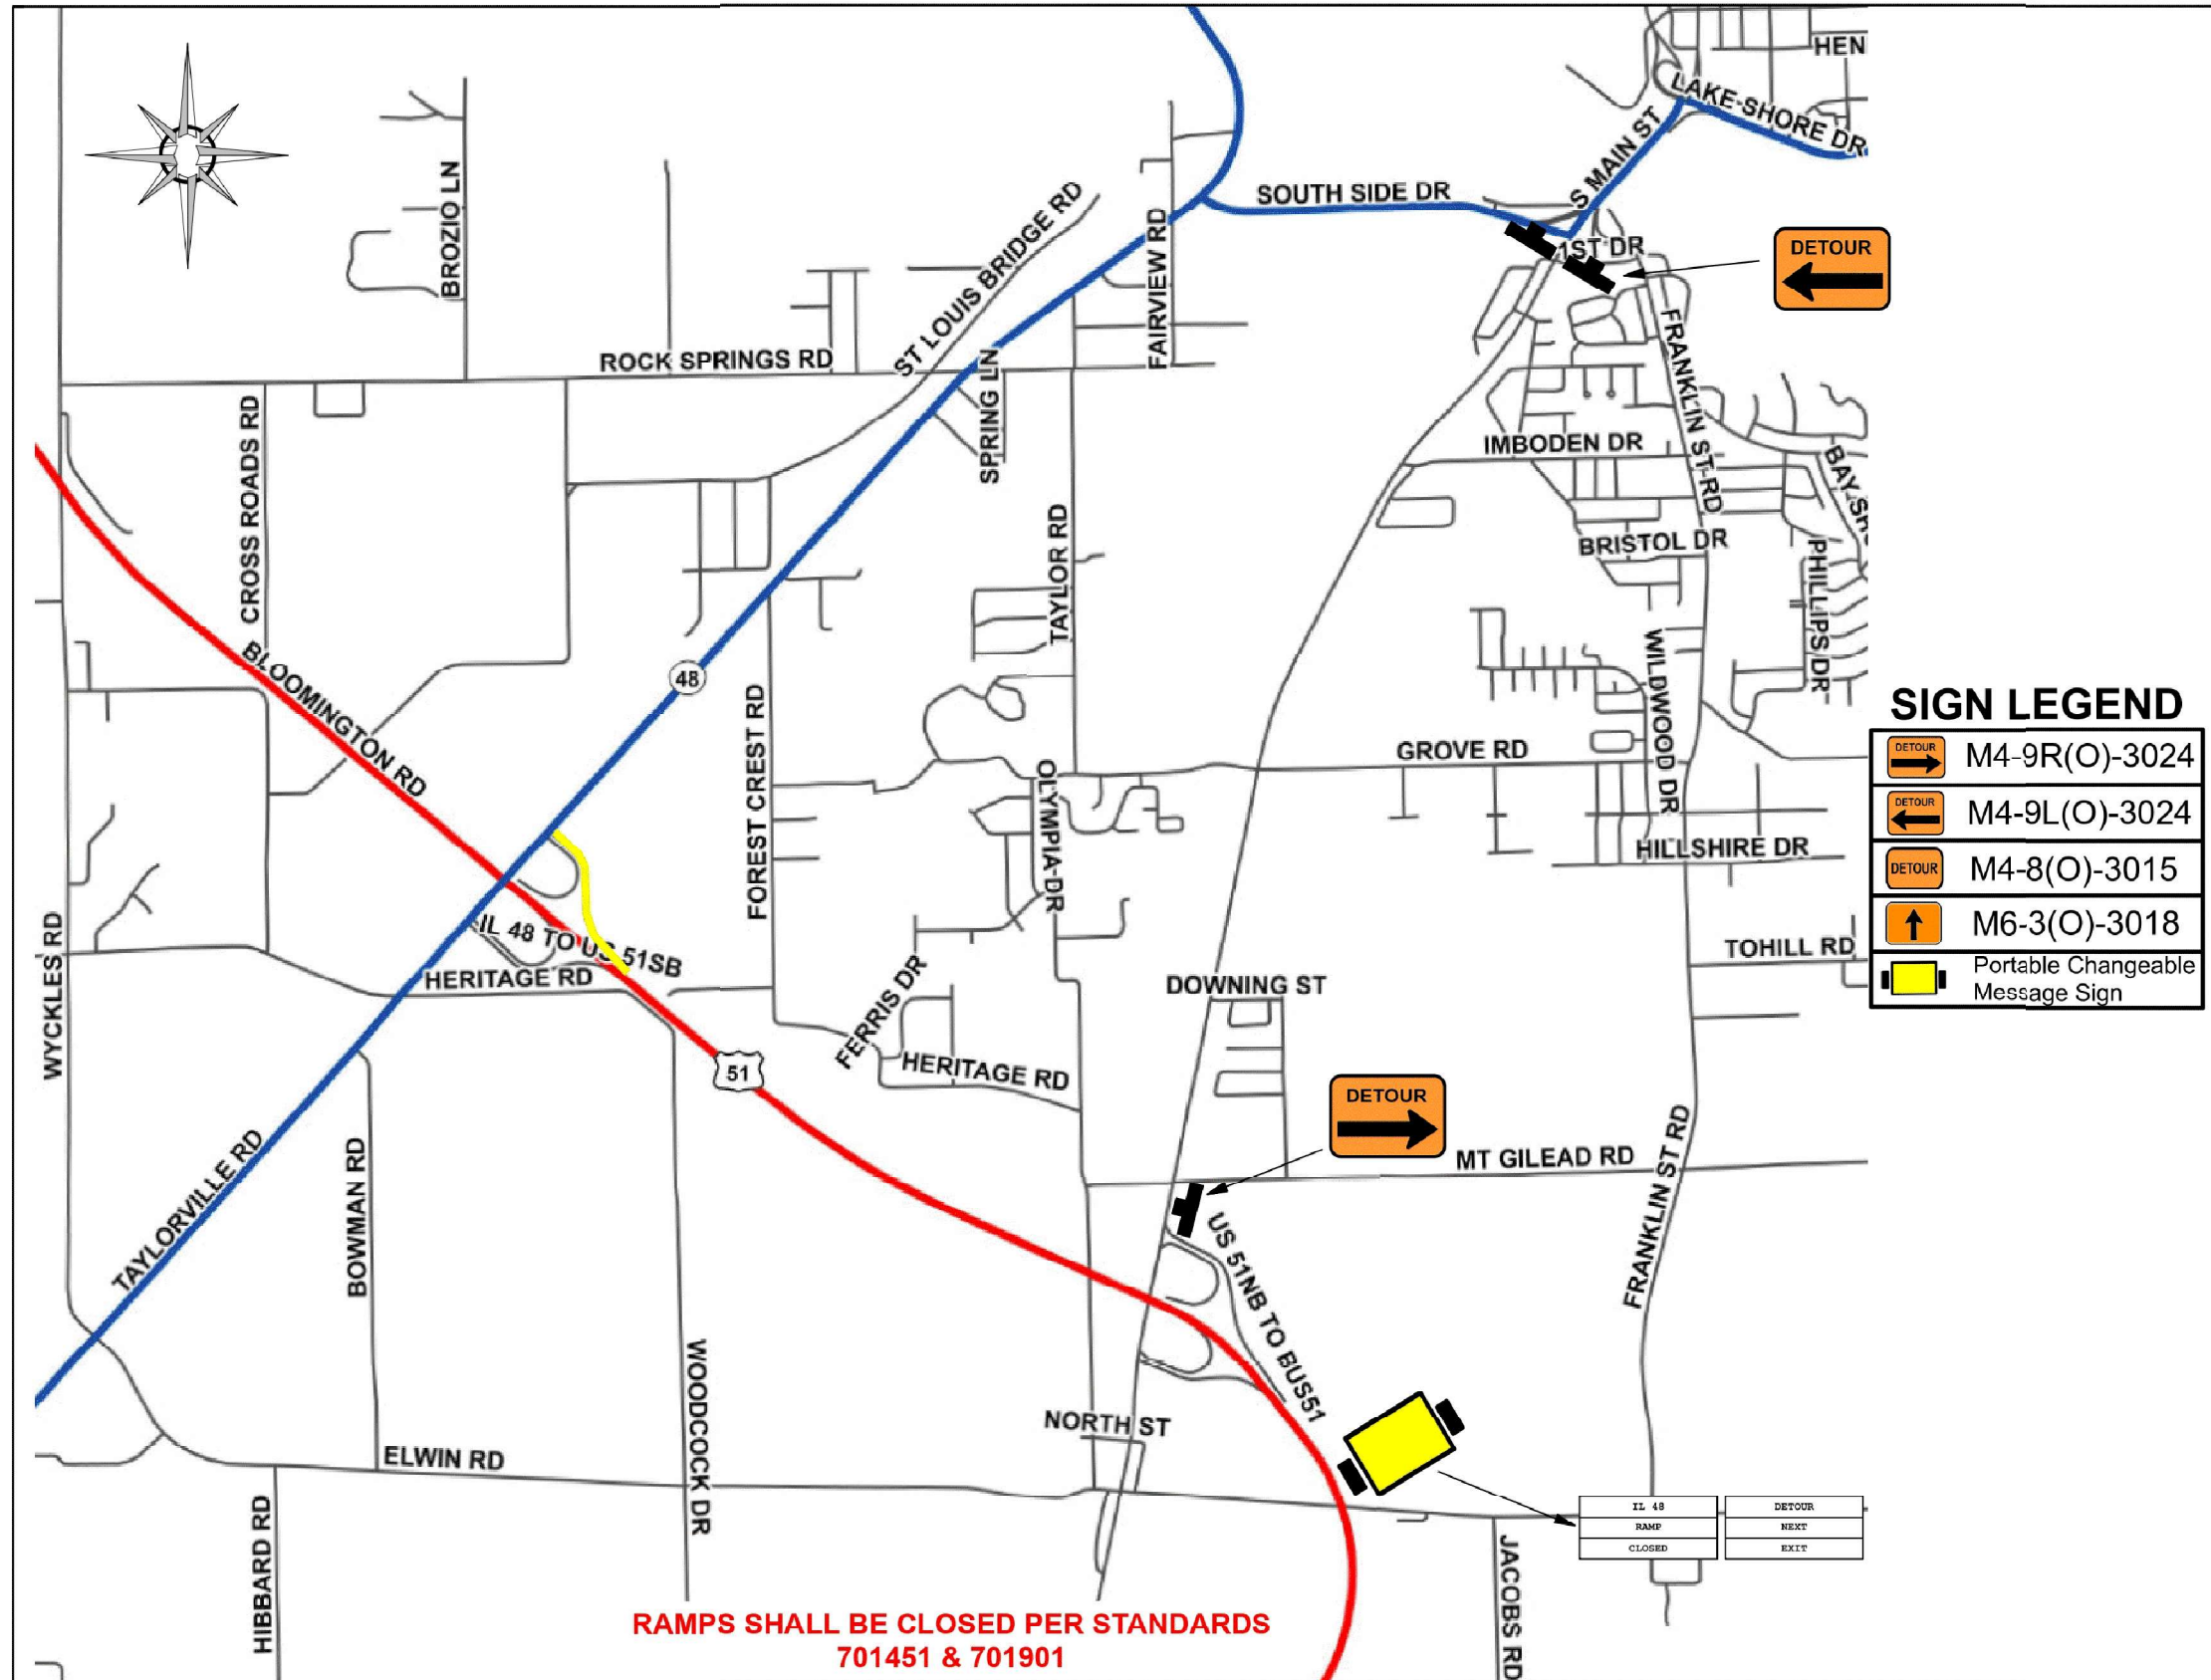 HEN
LAKE-SHORE DR
S MAIN ST
SOUTH SIDE DR
1ST DR
DETOUR
BROZIO LN
ST LOUIS BRIDGE RD
FAIRVIEW RD
ROCK SPRINGS RD
SPRING LN
FRANKLIN ST RD
CROSS ROADS RD
IMBODEN DR
BAY SH
TAYLOR RD
BRISTOL DR
PHILLIPS DR
BLOOMINGTON RD
48
WILDWOOD DR
FOREST CREST RD
GROVE RD
OLYMPIA-DR
HILLSHIRE DR
SIGN LEGEND
DETOUR
M4-9R(O)-3024
DETOUR
M4-9L(O)-3024
DETOUR
M4-8(O)-3015
M6-3(O)-3018
Portable Changeable
Message Sign
WYCKLES RD
IL 48 TO US 51SB
HERITAGE RD
TOHILL RD
FERRIS DR
DOWNING ST
51
HERITAGE RD
DETOUR
MT GILEAD RD
TAYLORVILLE RD
BOWMAN RD
US 51NB TO BUS51
FRANKLIN ST RD
WOODCOCK DR
NORTH ST
ELWIN RD
HIBBARD RD
JACOBS RD
IL 48
RAMP
CLOSED
DETOUR
NEXT
EXIT
RAMPS SHALL BE CLOSED PER STANDARDS
701451 & 701901